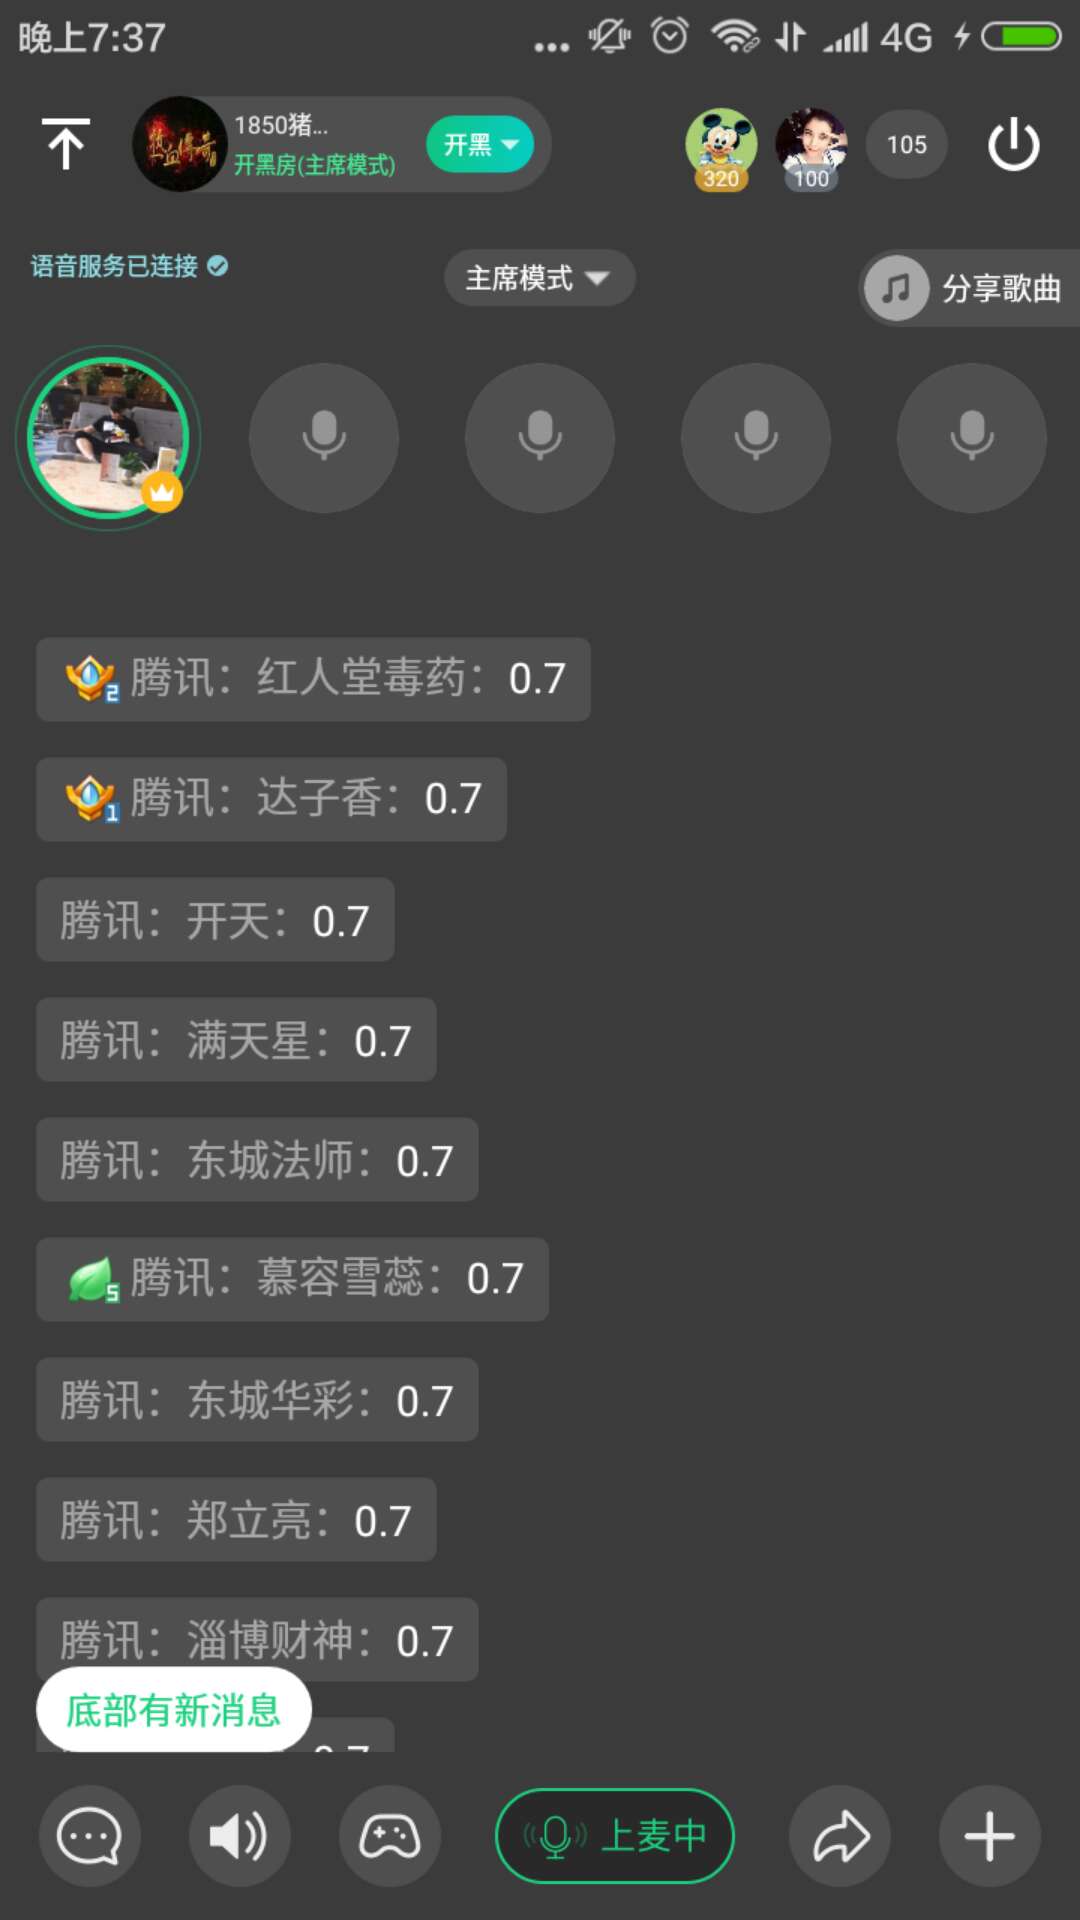 晚上7:37
4G
热血传奇
1850猪...
开黑房(主席模式)
开黑
320
100
105
语音服务已连接
主席模式
分享歌曲
2 腾讯：红人堂毒药：0.7
1 腾讯：达子香：0.7
腾讯：开天：0.7
腾讯：满天星：0.7
腾讯：东城法师：0.7
5 腾讯：慕容雪蕊：0.7
腾讯：东城华彩：0.7
腾讯：郑立亮：0.7
腾讯：淄博财神：0.7
底部有新消息
上麦中